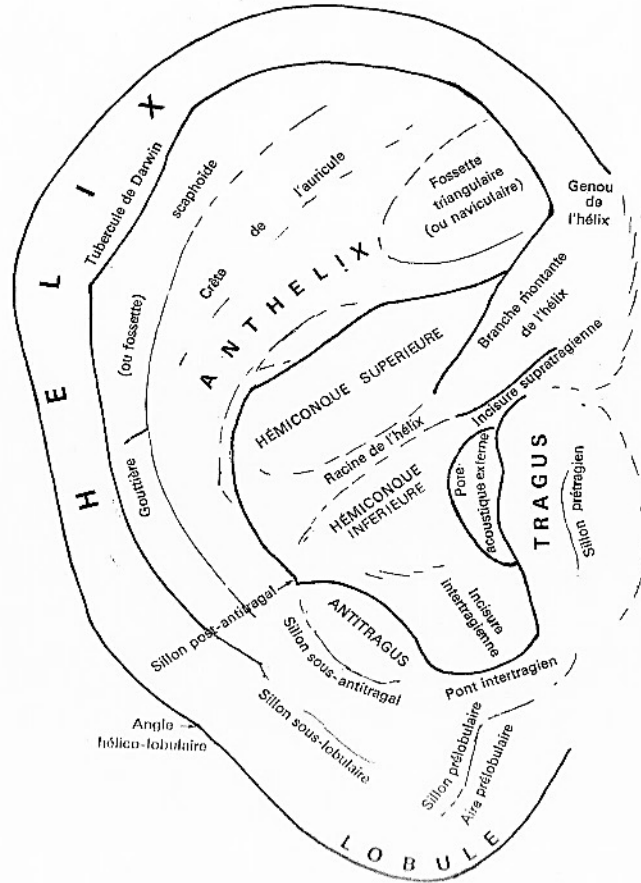 HELIX
Tubercule de Darwin
Gouttière
(ou fossette)
scaphoïde
Crête de l'auricule
ANTHELIX
Fossette
triangulaire
(ou naviculaire)
Genou
de
l'hélix
Branche montante
de l'hélix
Incisure supratragienne
HÉMICONQUE SUPERIEURE
Racine de l'hélix
HÉMICONQUE
INFERIEURE
Pore
acoustique externe
TRAGUS
Sillon prétragien
Incisure
intertragienne
ANTITRAGUS
Sillon post-antitragal
Sillon sous-antitragal
Pont intertragien
Sillon sous-lobulaire
Angle
hélico-lobulaire
Sillon prélobulaire
Aire prélobulaire
LOBULE